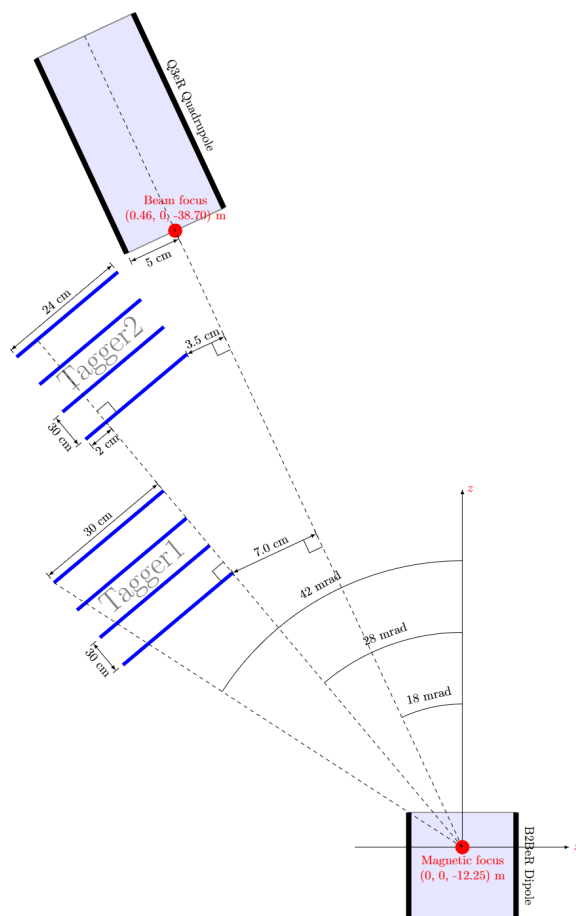 Q3eR Quadrupole
Beam focus
(0.46, 0, -38.70) m
5 cm
24 cm
Tagger2
3.5 cm
30 cm
2 cm
z
30 cm
7.0 cm
Tagger1
42 mrad
28 mrad
30 cm
18 mrad
B2BeR Dipole
Magnetic focus
(0, 0, -12.25) m